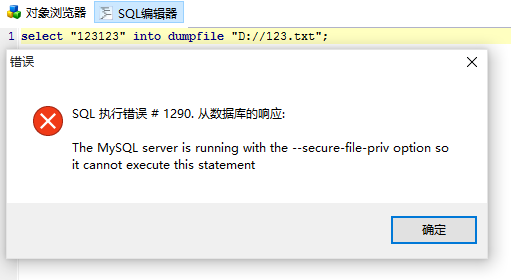 对象浏览器 SQL编辑器
1 select "123123" into dumpfile "D://123.txt";
错误
SQL 执行错误 # 1290. 从数据库的响应:
The MySQL server is running with the --secure-file-priv option so
it cannot execute this statement
确定